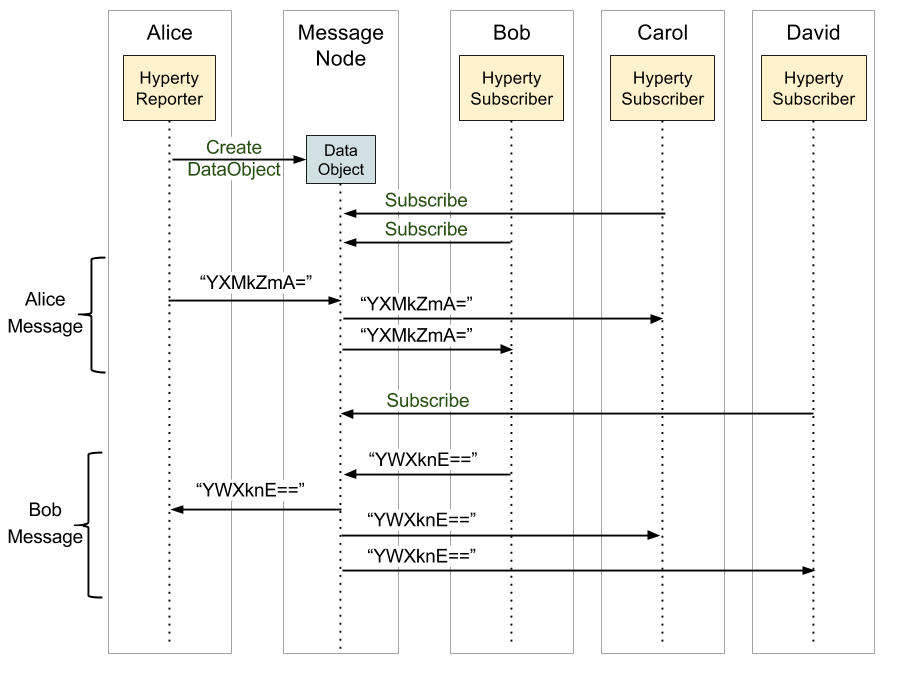 Alice
Message
Node
Bob
Carol
David
Hyperty
Reporter
Hyperty
Subscriber
Hyperty
Subscriber
Hyperty
Subscriber
Create
DataObject
Data
Object
Subscribe
Subscribe
Alice
Message
“YXMkZmA=”
“YXMkZmA=”
“YXMkZmA=”
Subscribe
Bob
Message
“YWXknE==”
“YWXknE==”
“YWXknE==”
“YWXknE==”